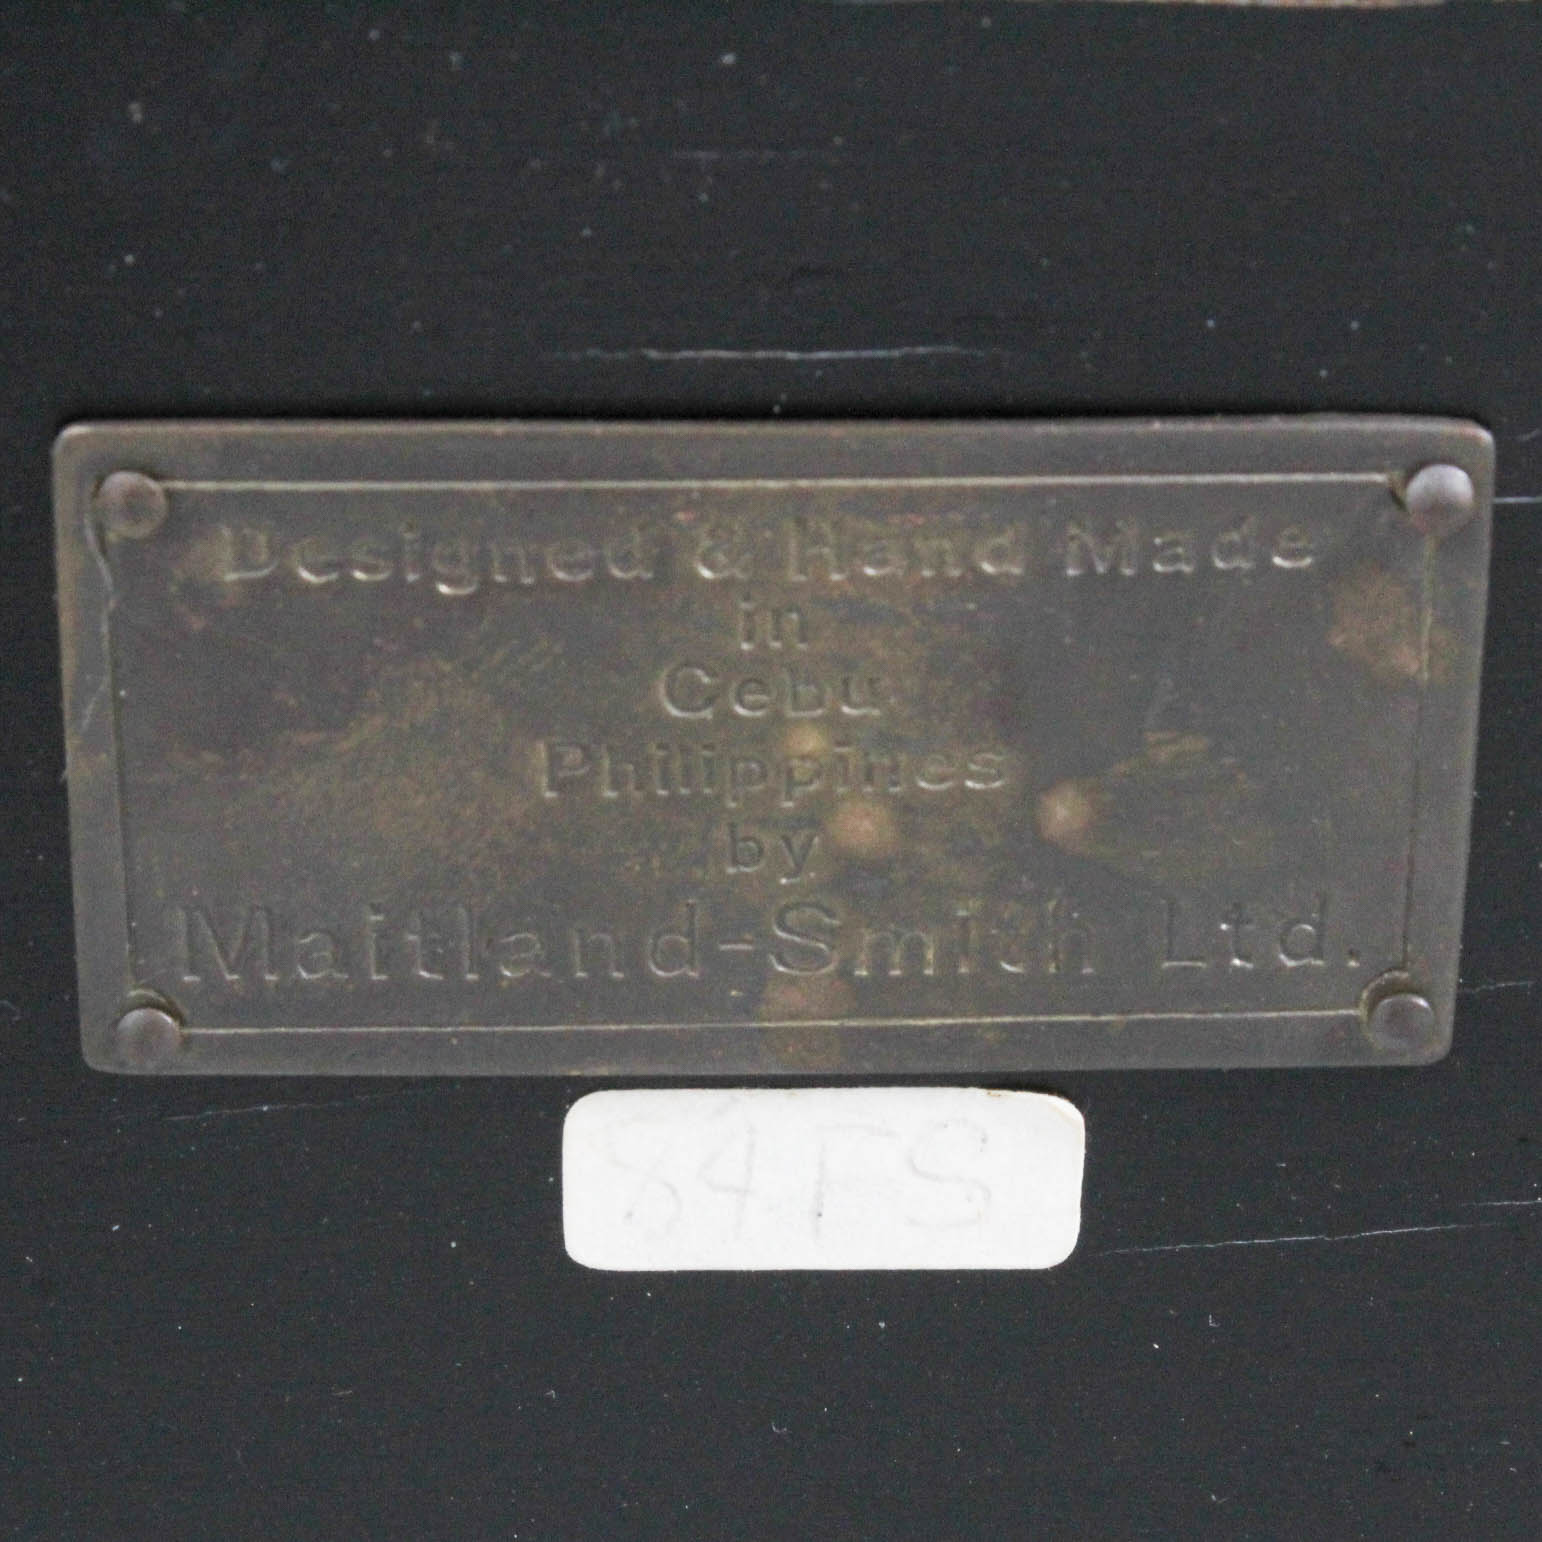 Designed & Hand Made
in
Cebu
Philippines
by
Maitland-Smith Ltd.
84FS